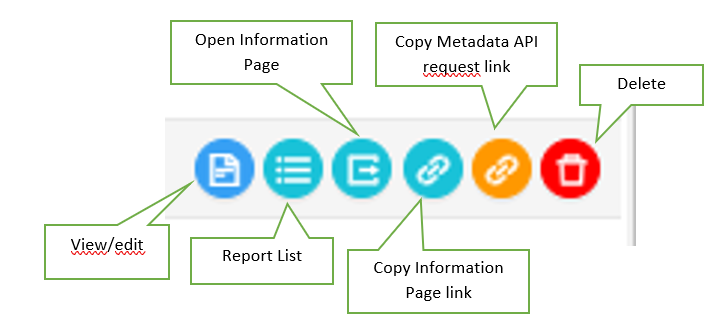 Open Information
Page
Copy Metadata API
request link
Delete
View/edit
Report List
Copy Information
Page link